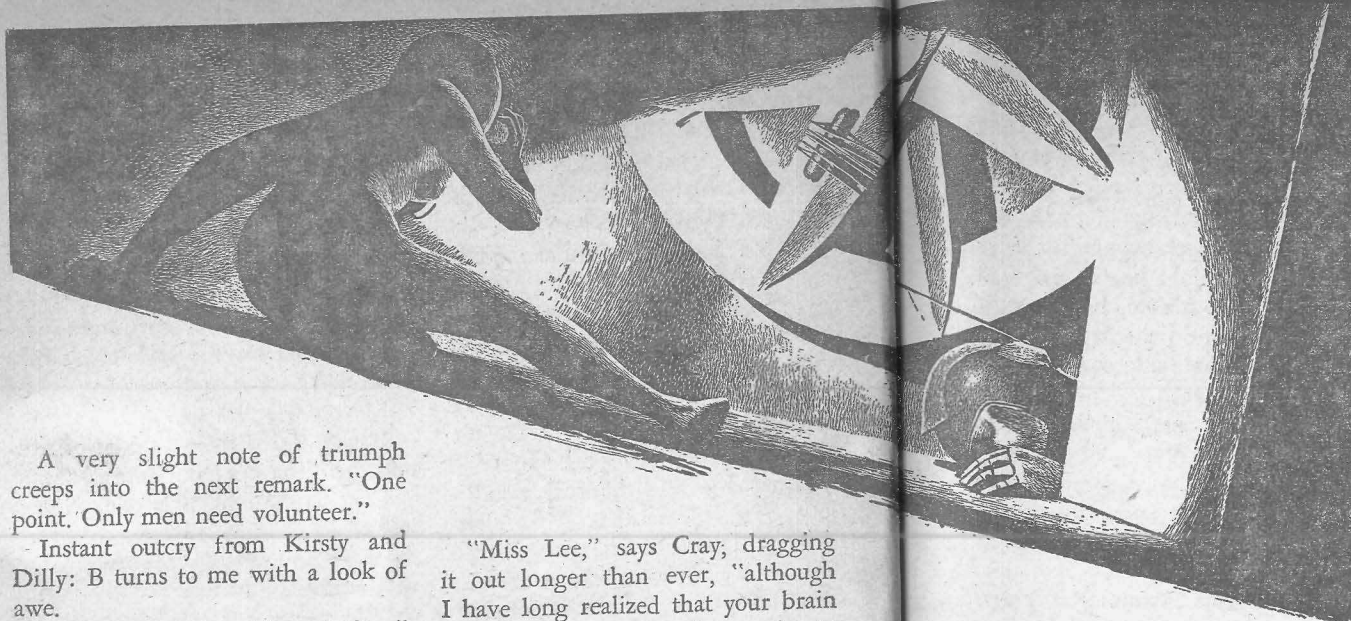 A very slight note of triumph
creeps into the next remark. "One
point. Only men need volunteer."
Instant outcry from Kirsty and
Dilly: B turns to me with a look of
awe.
"Miss Lee," says Cray, dragging
it out longer than ever, "although
I have long realized that your brain